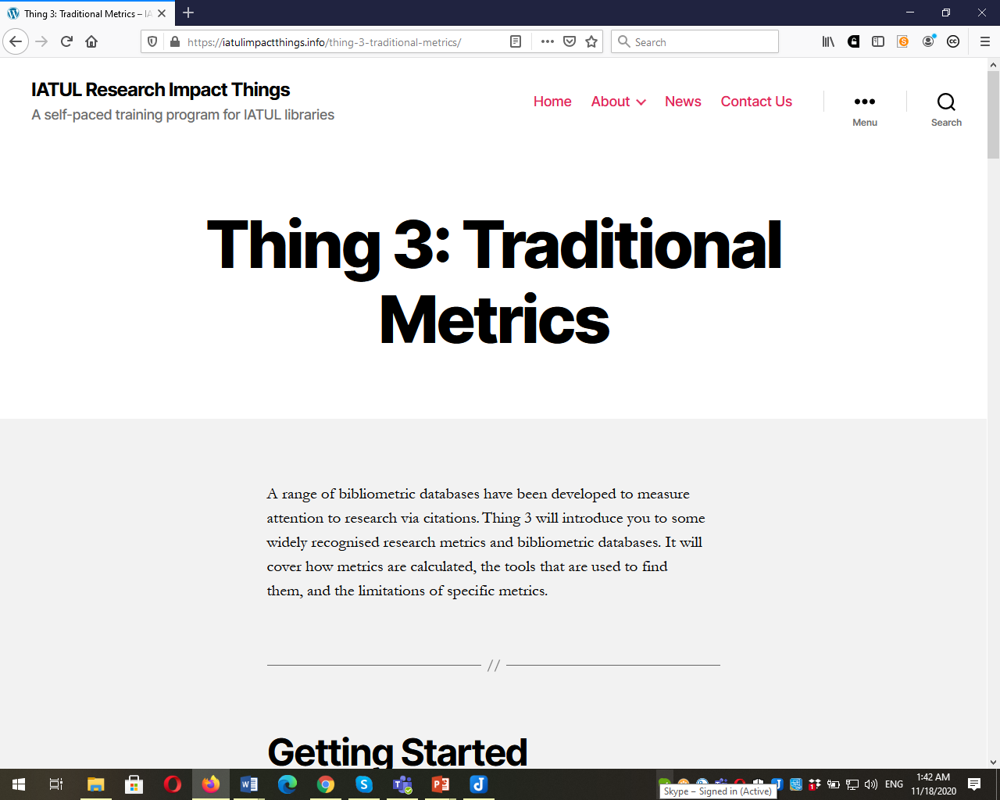 Thing 3: Traditional Metrics – IA
https://iatulimpactthings.info/thing-3-traditional-metrics/
Search
IATUL Research Impact Things
A self-paced training program for IATUL libraries
Home About News Contact Us
Menu
Search
Thing 3: Traditional
Metrics
A range of bibliometric databases have been developed to measure
attention to research via citations. Thing 3 will introduce you to some
widely recognised research metrics and bibliometric databases. It will
cover how metrics are calculated, the tools that are used to find
them, and the limitations of specific metrics.
//
Getting Started
ENG
1:42 AM
11/18/2020
Skype – Signed in (Active)